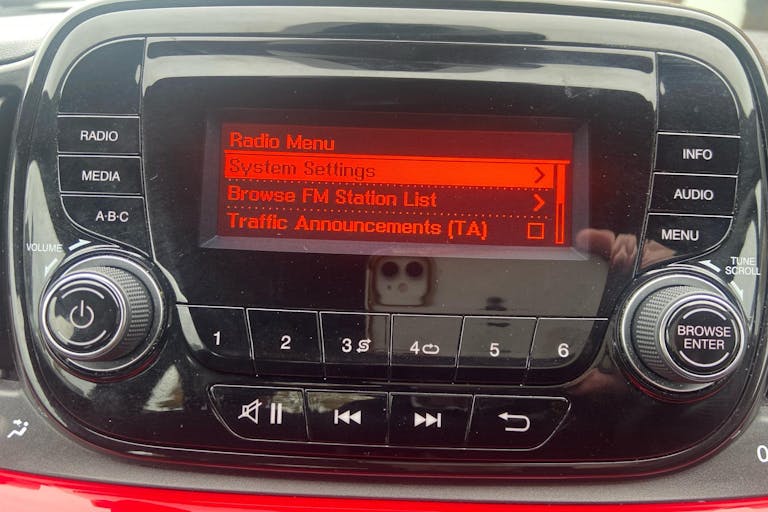 RADIO
MEDIA
A·B·C
VOLUME
Radio Menu
System Settings
Browse FM Station List
Traffic Announcements (TA)
INFO
AUDIO
MENU
TUNE
SCROLL
BROWSE
ENTER
1
2
3
4
5
6
0